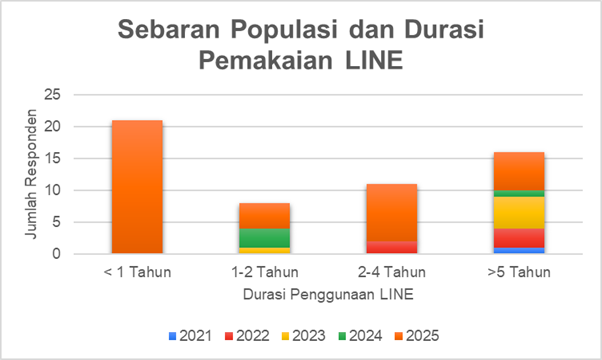 Sebaran Populasi dan Durasi
Pemakaian LINE
Jumlah Responden
25
20
15
10
5
0
< 1 Tahun
1-2 Tahun
2-4 Tahun
>5 Tahun
Durasi Penggunaan LINE
2021
2022
2023
2024
2025